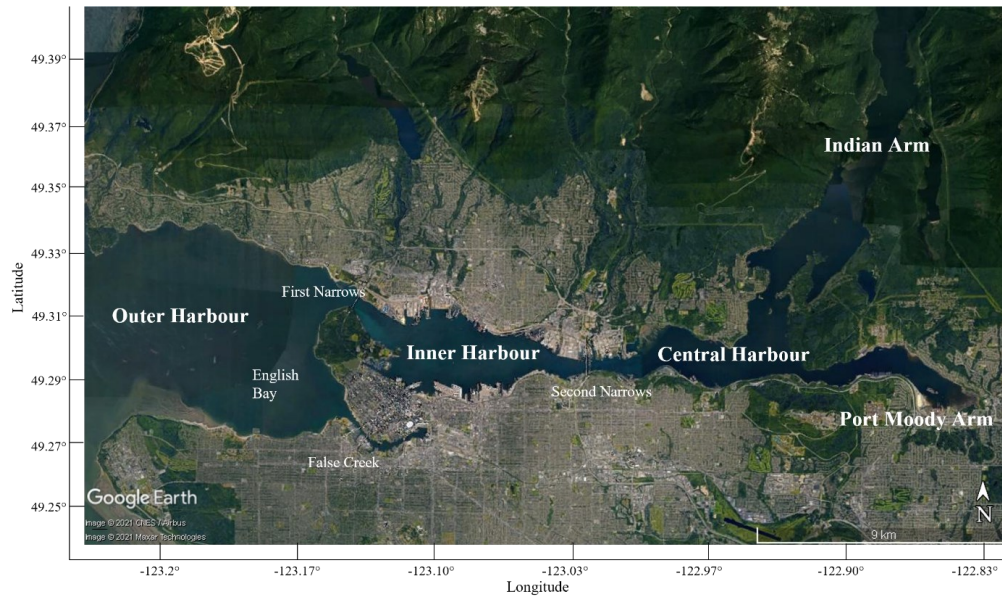 49.39°
49.37°
49.35°
49.33°
49.31°
49.29°
49.27°
49.25°
Latitude
Indian Arm
First Narrows
Outer Harbour
Inner Harbour
Central Harbour
English
Bay
Second Narrows
Port Moody Arm
False Creek
Google Earth
Image © 2021 CNES / Airbus
Image © 2021 Maxar Technologies
N
9 km
-123.2°
-123.17°
-123.10°
-123.03°
-122.97°
-122.90°
-122.83°
Longitude